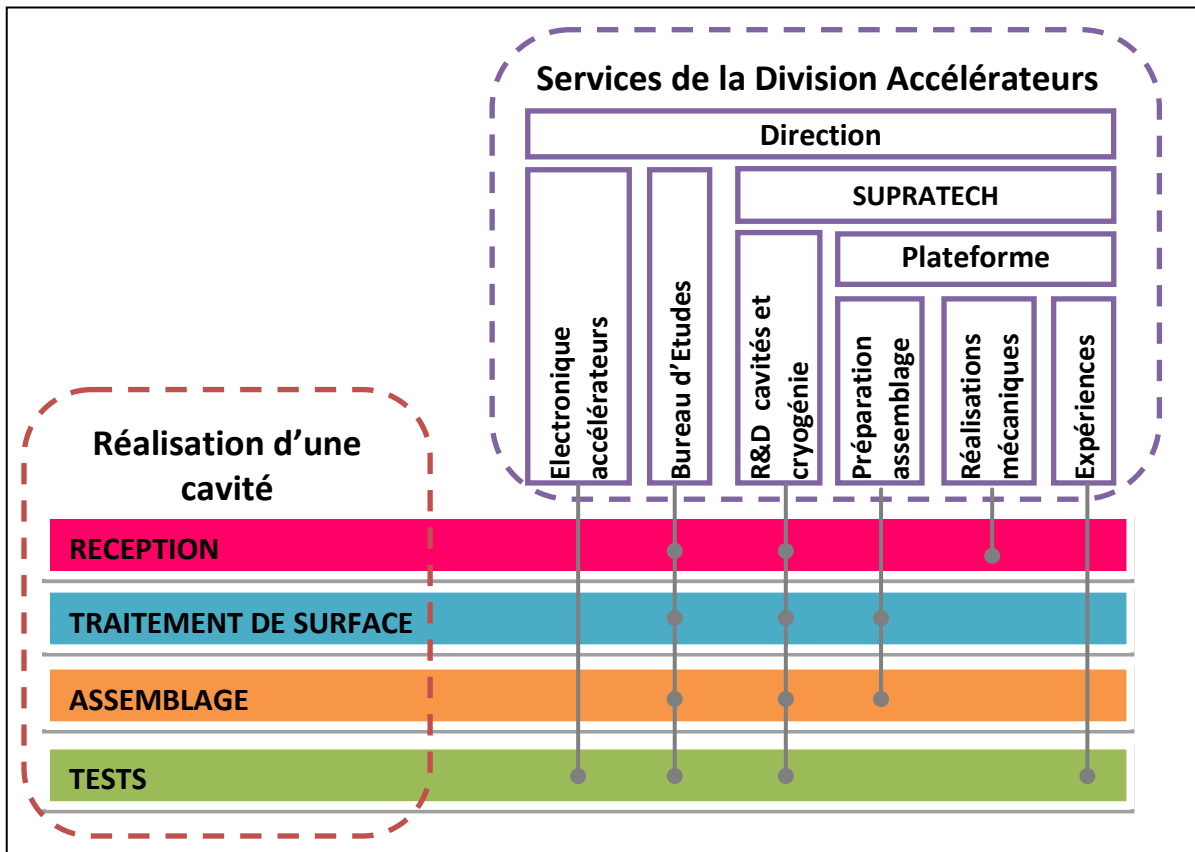 Services de la Division Accélérateurs
Direction
SUPRATECH
Plateforme
Electronique
accélérateurs
Bureau d’Etudes
R&D cavités et
cryogénie
Préparation
assemblage
Réalisations
mécaniques
Expériences
Réalisation d’une
cavité
RECEPTION
TRAITEMENT DE SURFACE
ASSEMBLAGE
TESTS